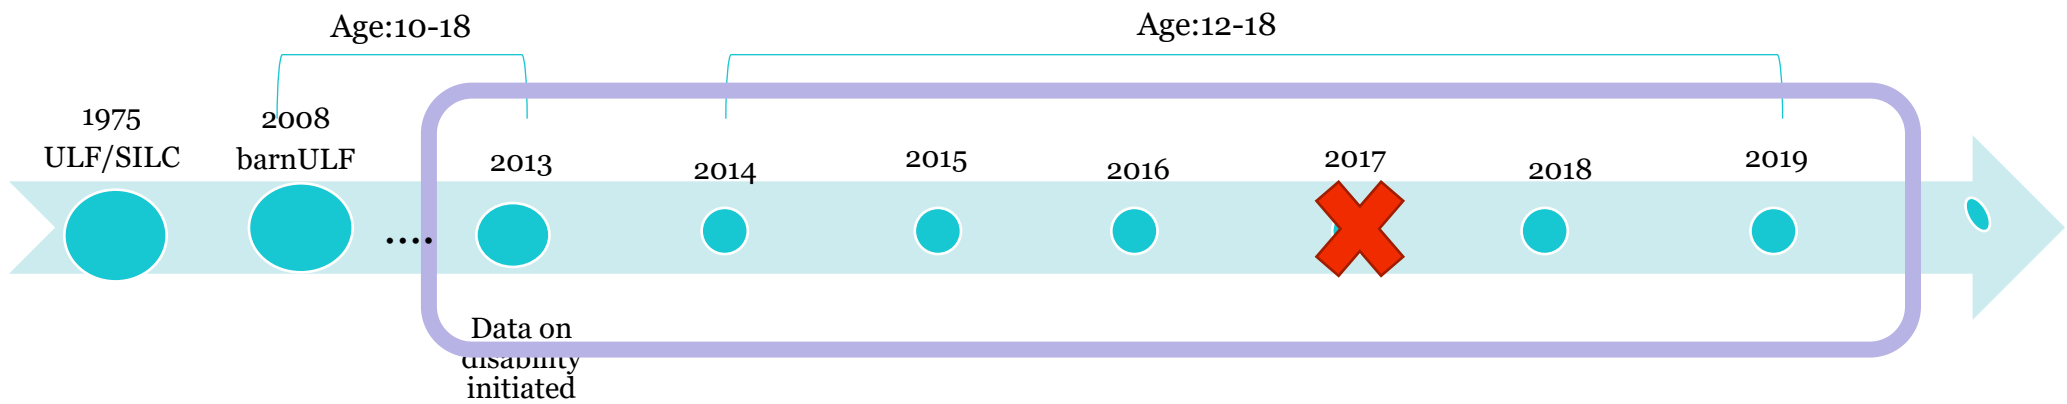 Age:10-18
Age:12-18
1975
ULF/SILC
2008
barnULF
....
2013
2014
2015
2016
2017
2018
2019
Data on
disability
initiated